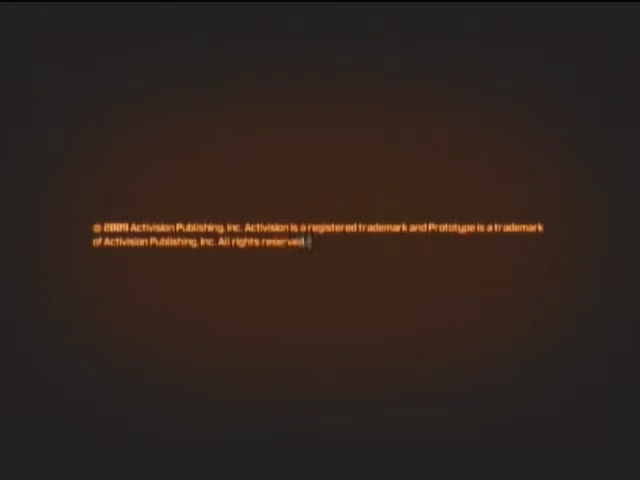 © 2009 Activision Publishing, Inc. Activision is a registered trademark and Prototype is a trademark
of Activision Publishing, Inc. All rights reserved